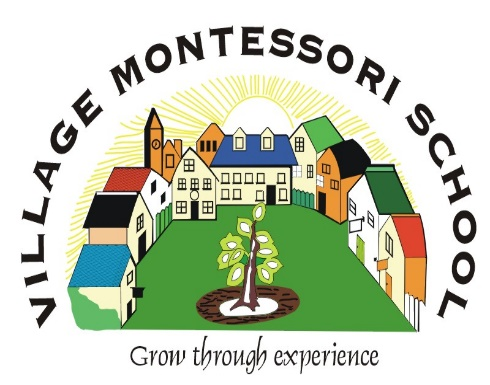 VILLAGE MONTESSORI SCHOOL
Grow through experience